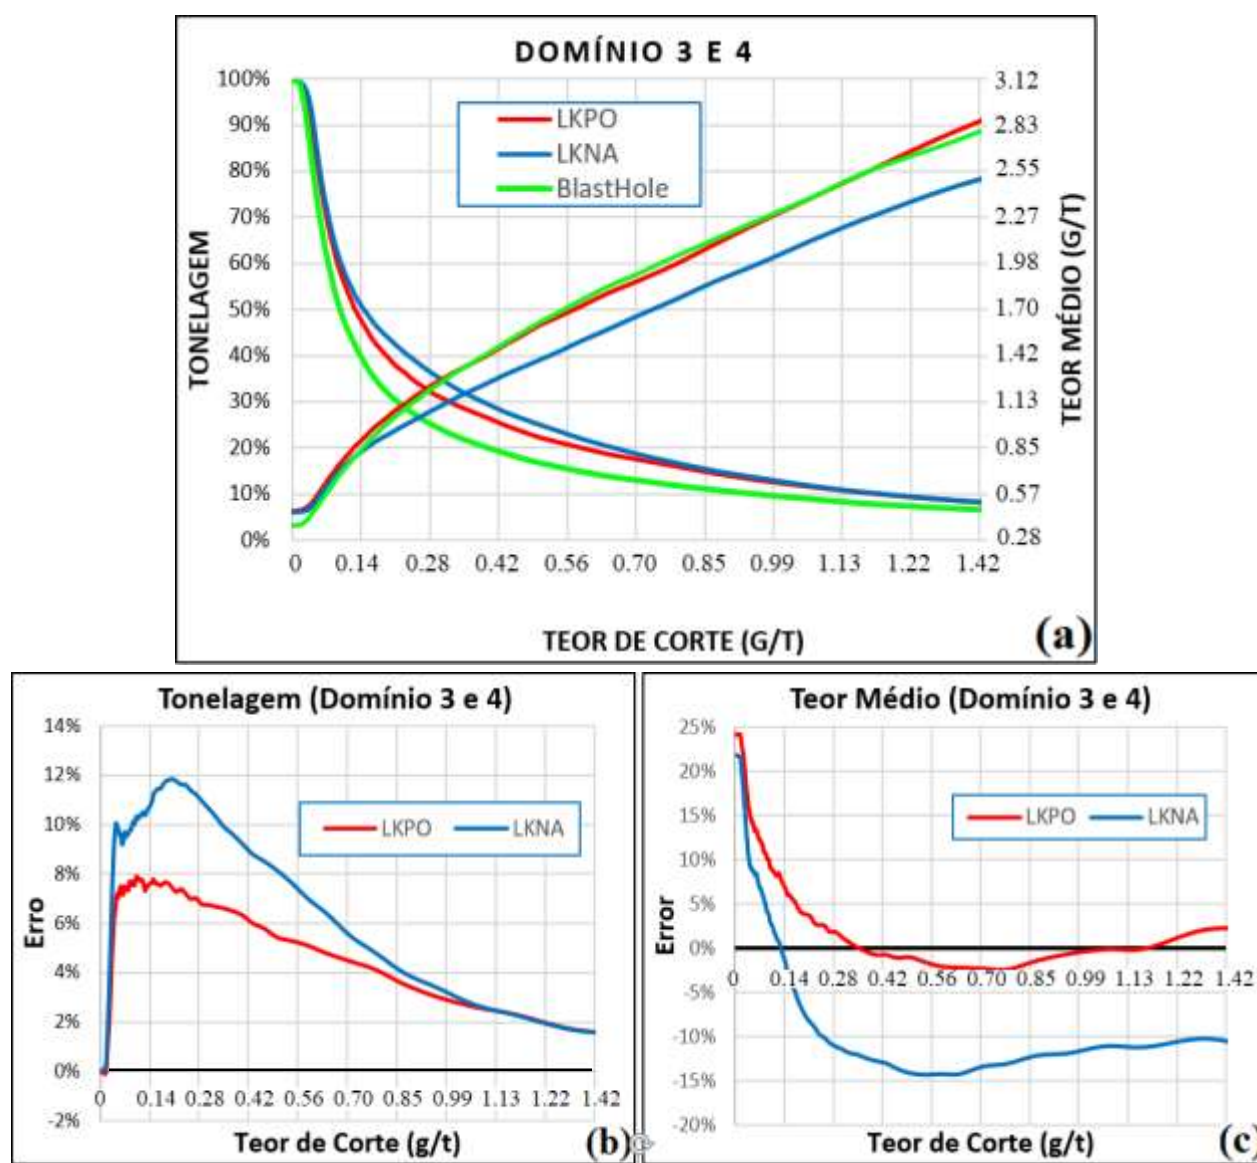 DOMÍNIO 3 E 4
100%
90%
80%
70%
60%
50%
40%
30%
20%
10%
0%
TONELAGEM
LKPO
LKNA
BlastHole
3.12
2.83
2.55
2.27
1.98
1.70
1.42
1.13
0.85
0.57
0.28
TEOR MÉDIO (G/T)
0 0.14 0.28 0.42 0.56 0.70 0.85 0.99 1.13 1.22 1.42
TEOR DE CORTE (G/T)
(a)
Tonelagem (Domínio 3 e 4)
14%
12%
10%
8%
6%
4%
2%
0%
-2%
Erro
LKPO LKNA
0 0.14 0.28 0.42 0.56 0.70 0.85 0.99 1.13 1.22 1.42
Teor de Corte (g/t)
(b)
Teor Médio (Domínio 3 e 4)
25%
20%
15%
10%
5%
0%
-5%
-10%
-15%
-20%
Error
LKPO LKNA
0 0.14 0.28 0.42 0.56 0.70 0.85 0.99 1.13 1.22 1.42
Teor de Corte (g/t)
(c)